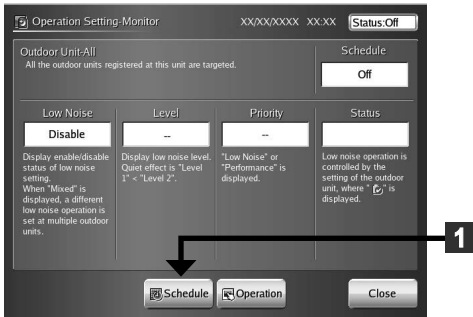 Operation Setting-Monitor XX/XX/XXXX XX:XX Status:Off
Outdoor Unit-All
All the outdoor units registered at this unit are targeted.
Schedule
Off
Low Noise
Disable
Display enable/disable
status of low noise
setting.
When "Mixed" is
displayed, a different
low noise operation is
set at multiple outdoor
units.
Level
--
Display low noise level.
Quiet effect is "Level
1" < "Level 2".
Priority
--
"Low Noise" or
"Performance" is
displayed.
Status
Low noise operation is
controlled by the
setting of the outdoor
unit, where " " is
displayed.
1
Schedule Operation Close